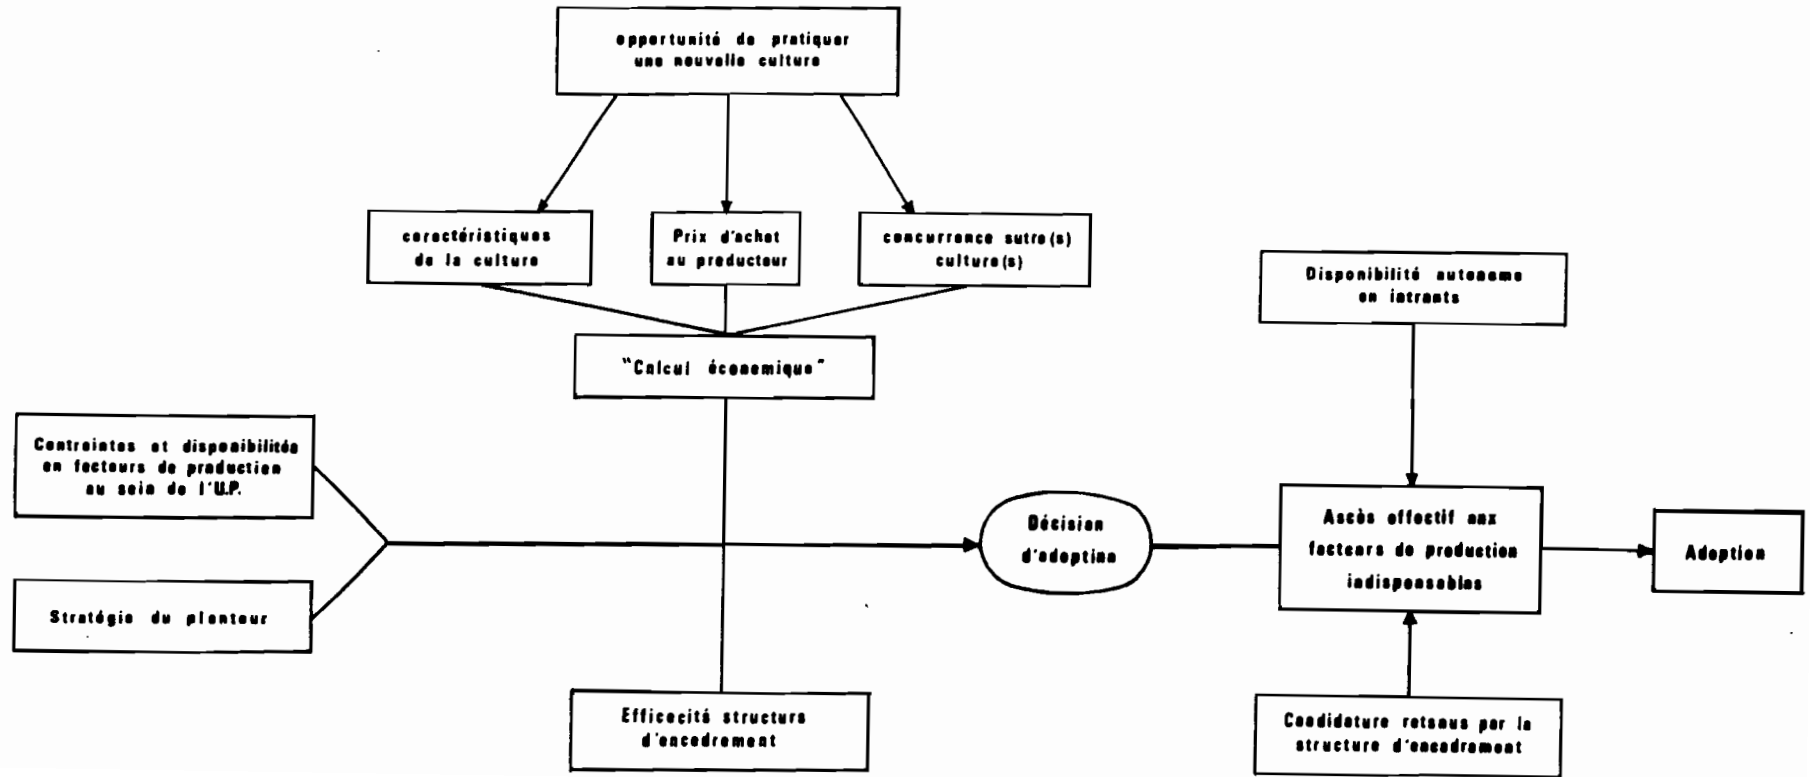 opportunité de pratiquer
une nouvelle culture
caractéristiques
de la culture
Prix d'achat
au producteur
concurrence autre(s)
culture(s)
Disponibilité autonome
en intrants
"Calcul économique"
Contraintes et disponibilités
en facteurs de production
au sein de l'U.P.
Décision
d'adoption
Accès effectif aux
facteurs de production
indispensables
Adoption
Stratégie du planteur
Efficacité structure
d'encadrement
Candidature retenue par la
structure d'encadrement